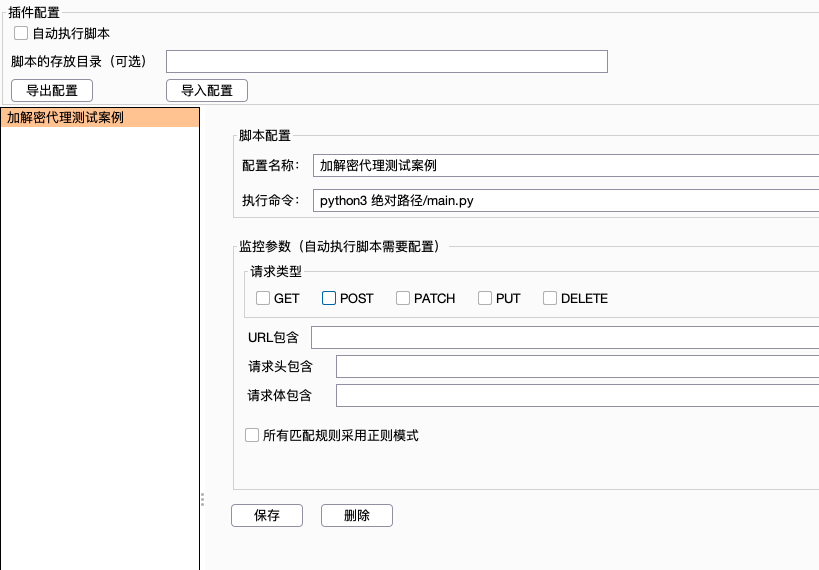 插件配置
自动执行脚本
脚本的存放目录（可选）
导出配置 导入配置
加解密代理测试案例
脚本配置
配置名称： 加解密代理测试案例
执行命令： python3 绝对路径/main.py
监控参数（自动执行脚本需要配置）
请求类型
GET POST PATCH PUT DELETE
URL包含
请求头包含
请求体包含
所有匹配规则采用正则模式
保存 删除